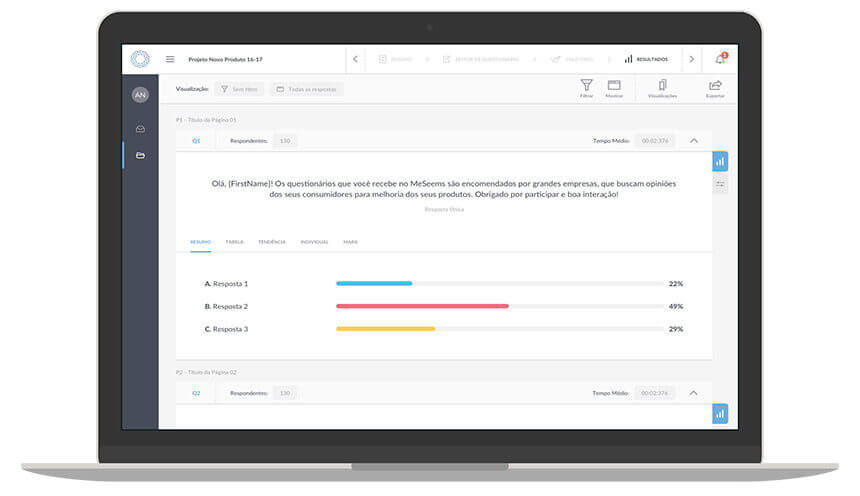 Projeto Novo Produto 16-17
RESUMO
EDITOR DE QUESTIONÁRIO
COLETORES
RESULTADOS
1
AN
Visualização:
Sem filtro
Todas as respostas
Filtrar
Mostrar
Visualizações
Exportar
P1 - Título da Página 01
Q1
Respondentes:
130
Tempo Médio:
00:02:376
Olá, {FirstName}! Os questionários que você recebe no MeSeems são encomendados por grandes empresas, que buscam opiniões
dos seus consumidores para melhoria dos seus produtos. Obrigado por participar e boa interação!
Resposta Única
RESUMO
TABELA
TENDÊNCIA
INDIVIDUAL
MAPA
A. Resposta 1
22%
B. Resposta 2
49%
C. Resposta 3
29%
P2 - Título da Página 02
Q2
Respondentes:
130
Tempo Médio:
00:02:376